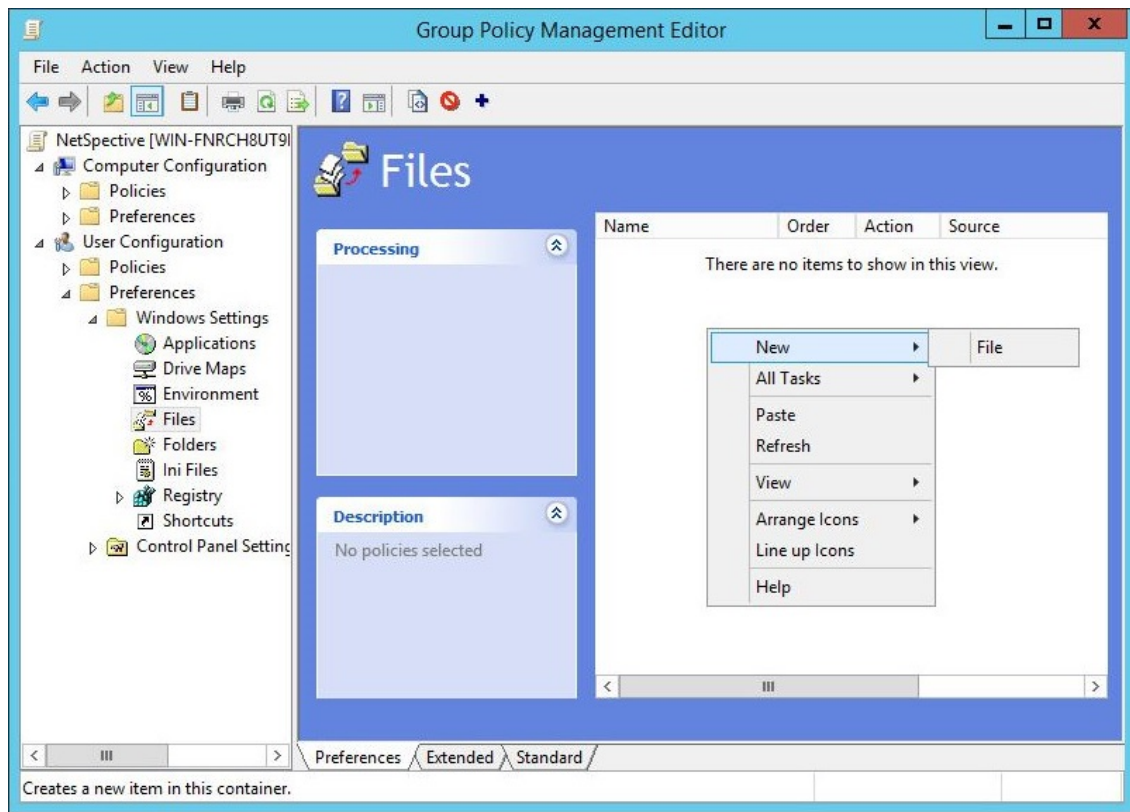 Group Policy Management Editor
File Action View Help
NetSpective [WIN-FNRCH8UT9I
Computer Configuration
Policies
Preferences
User Configuration
Policies
Preferences
Windows Settings
Applications
Drive Maps
Environment
Files
Folders
Ini Files
Registry
Shortcuts
Control Panel Setting
Files
Processing
Description
No policies selected
Name Order Action Source
There are no items to show in this view.
New
File
All Tasks
Paste
Refresh
View
Arrange Icons
Line up Icons
Help
Preferences Extended Standard
Creates a new item in this container.